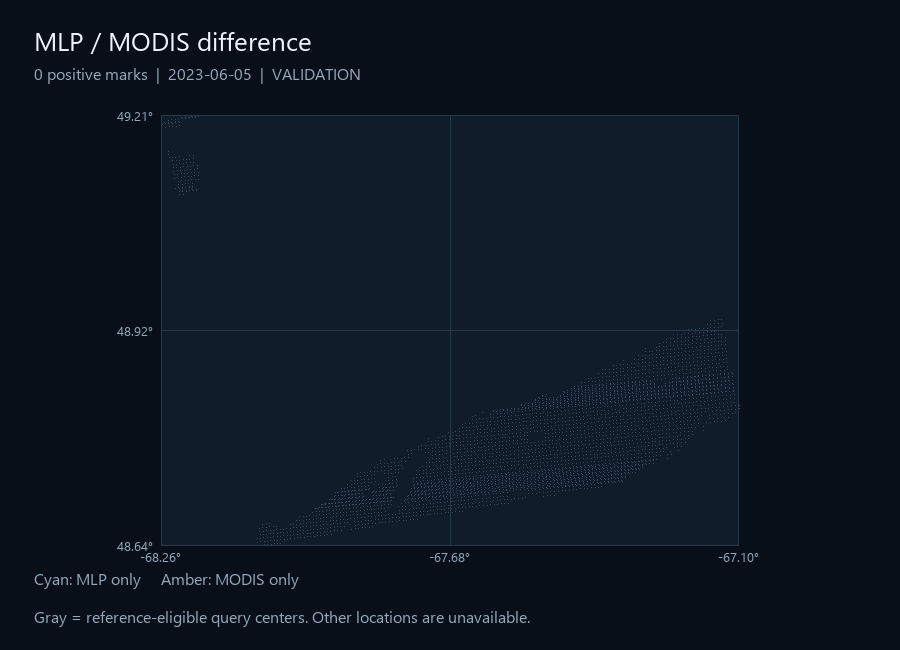 MLP / MODIS difference
0 positive marks | 2023-06-05 | VALIDATION
49.21°
48.92°
48.64°
-68.26°
-67.68°
-67.10°
Cyan: MLP only
Amber: MODIS only
Gray = reference-eligible query centers. Other locations are unavailable.